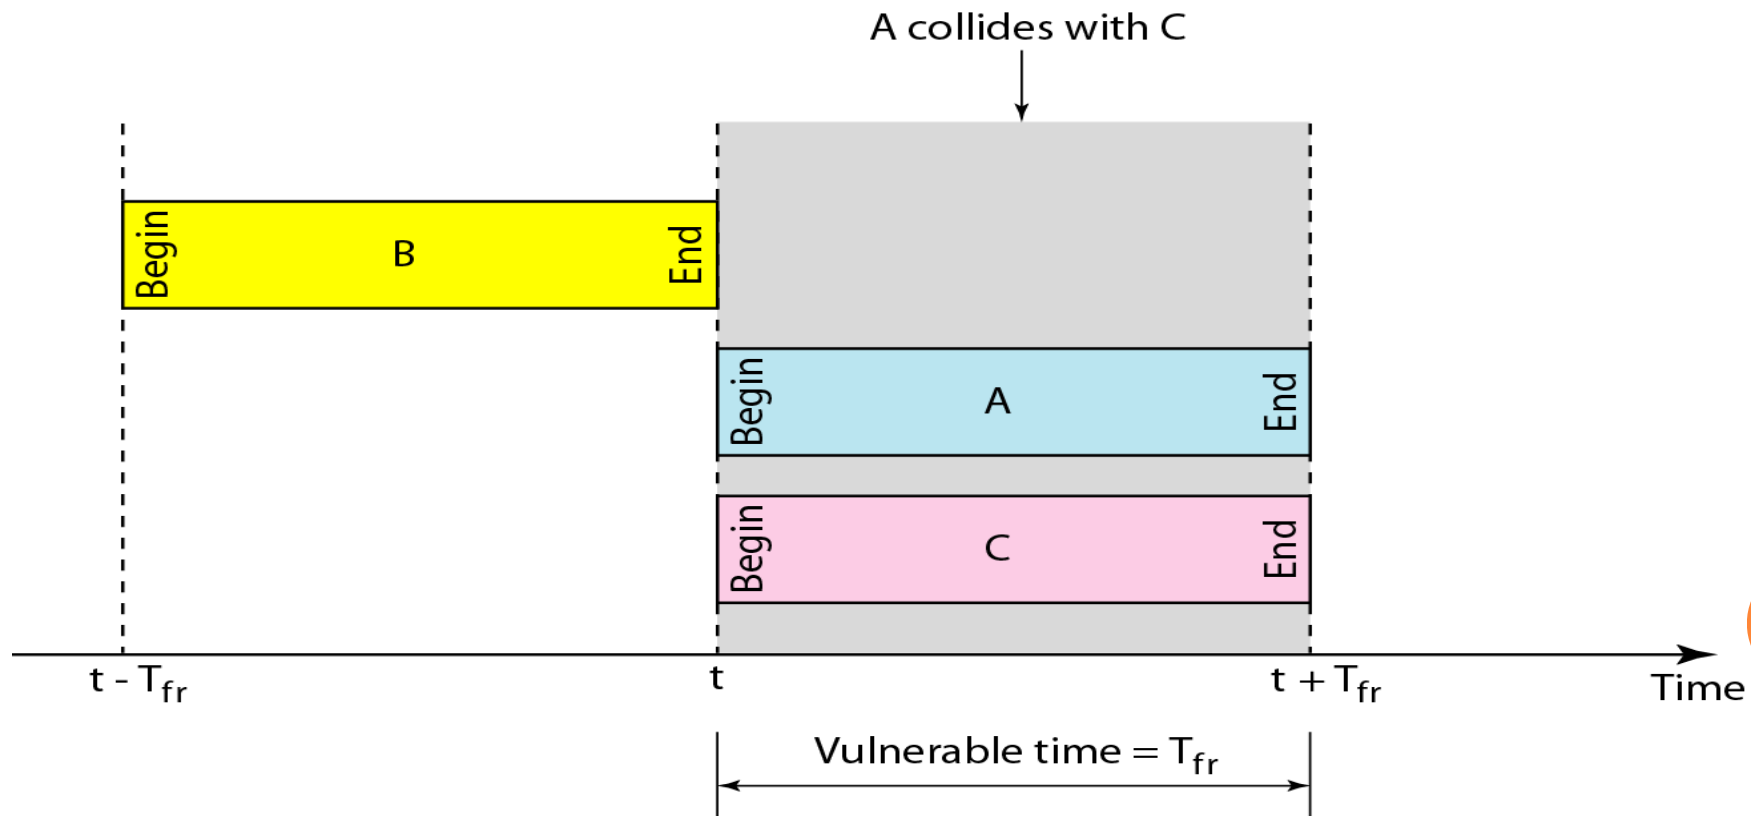 A collides with C
Begin B End
Begin A End
Begin C End
t - Tfr t t + Tfr Time
Vulnerable time = Tfr